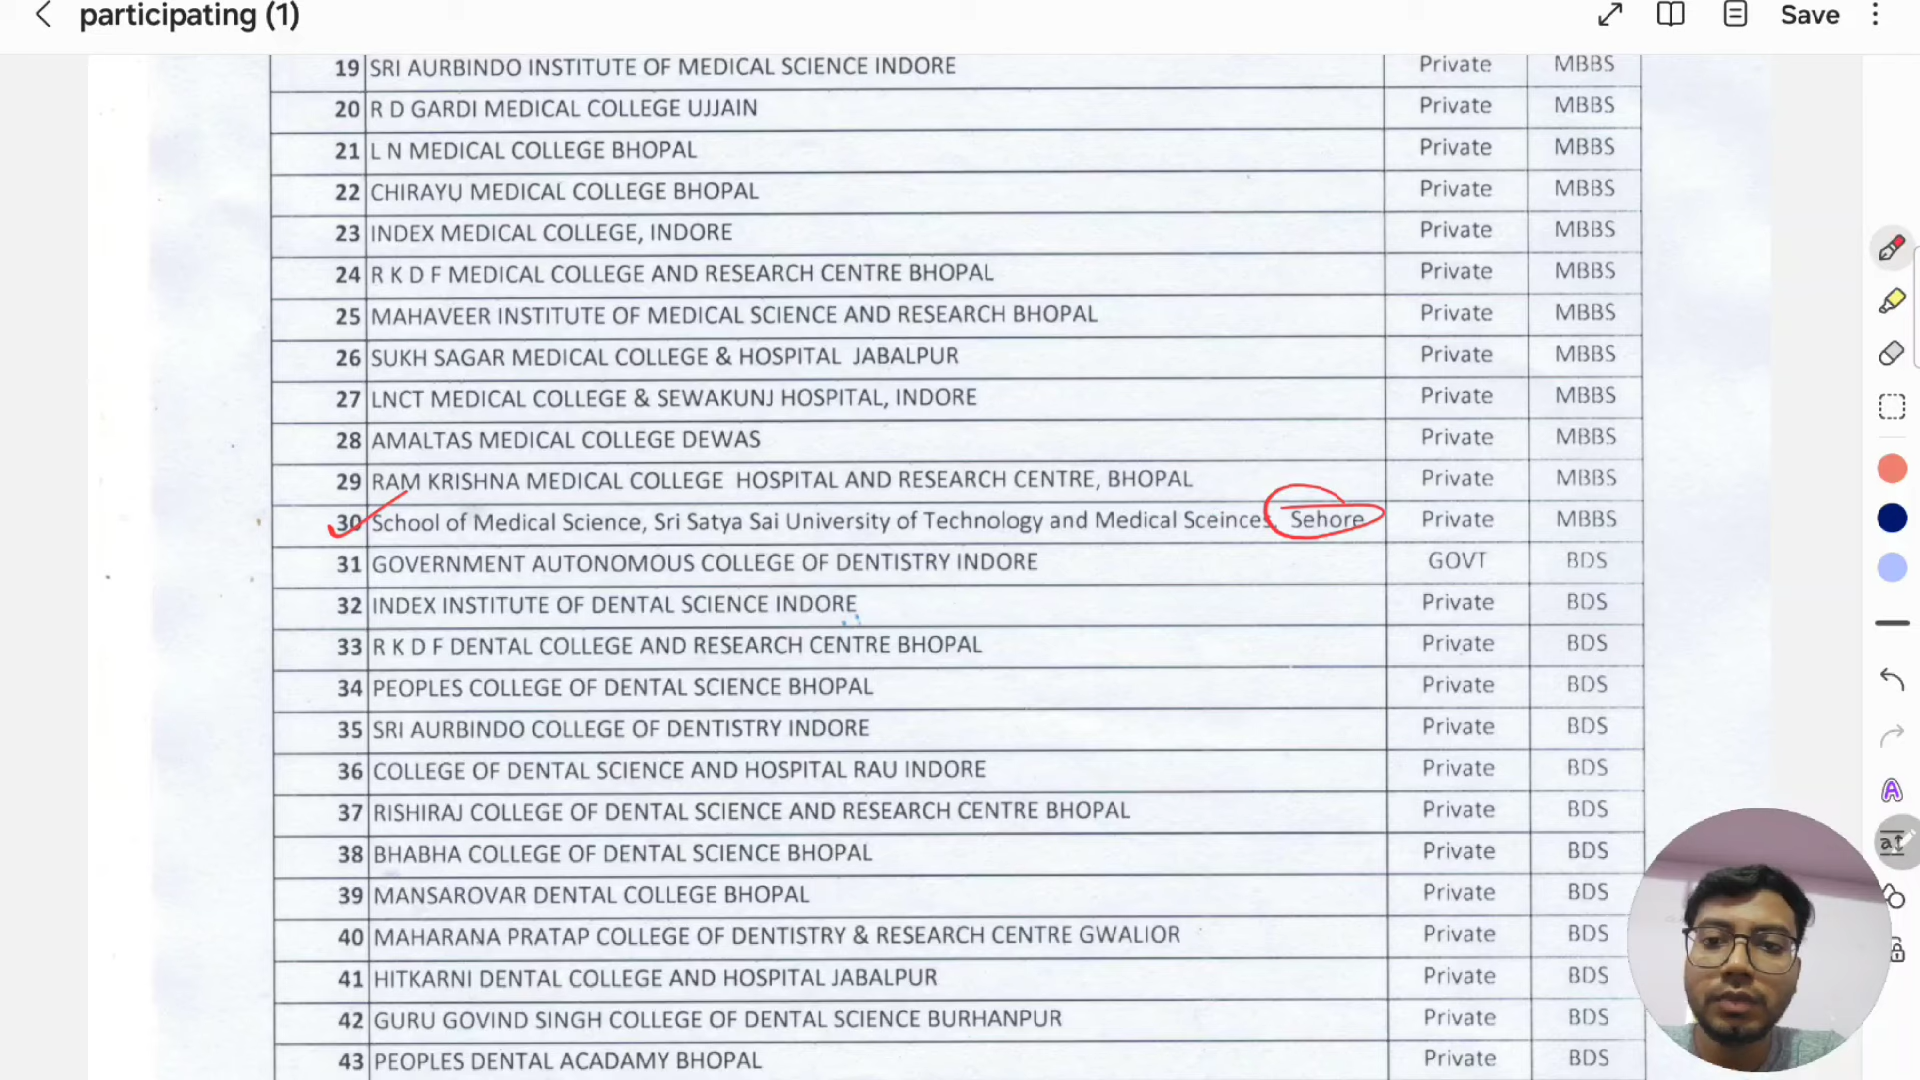 participating (1)
Save
19 SRI AURBINDO INSTITUTE OF MEDICAL SCIENCE INDORE Private MBBS
20 R D GARDI MEDICAL COLLEGE UJJAIN Private MBBS
21 L N MEDICAL COLLEGE BHOPAL Private MBBS
22 CHIRAYU MEDICAL COLLEGE BHOPAL Private MBBS
23 INDEX MEDICAL COLLEGE, INDORE Private MBBS
24 R K D F MEDICAL COLLEGE AND RESEARCH CENTRE BHOPAL Private MBBS
25 MAHAVEER INSTITUTE OF MEDICAL SCIENCE AND RESEARCH BHOPAL Private MBBS
26 SUKH SAGAR MEDICAL COLLEGE & HOSPITAL JABALPUR Private MBBS
27 LNCT MEDICAL COLLEGE & SEWAKUNJ HOSPITAL, INDORE Private MBBS
28 AMALTAS MEDICAL COLLEGE DEWAS Private MBBS
29 RAM KRISHNA MEDICAL COLLEGE HOSPITAL AND RESEARCH CENTRE, BHOPAL Private MBBS
30 School of Medical Science, Sri Satya Sai University of Technology and Medical Sceinces, Sehore Private MBBS
31 GOVERNMENT AUTONOMOUS COLLEGE OF DENTISTRY INDORE GOVT BDS
32 INDEX INSTITUTE OF DENTAL SCIENCE INDORE Private BDS
33 R K D F DENTAL COLLEGE AND RESEARCH CENTRE BHOPAL Private BDS
34 PEOPLES COLLEGE OF DENTAL SCIENCE BHOPAL Private BDS
35 SRI AURBINDO COLLEGE OF DENTISTRY INDORE Private BDS
36 COLLEGE OF DENTAL SCIENCE AND HOSPITAL RAU INDORE Private BDS
37 RISHIRAJ COLLEGE OF DENTAL SCIENCE AND RESEARCH CENTRE BHOPAL Private BDS
38 BHABHA COLLEGE OF DENTAL SCIENCE BHOPAL Private BDS
39 MANSAROVAR DENTAL COLLEGE BHOPAL Private BDS
40 MAHARANA PRATAP COLLEGE OF DENTISTRY & RESEARCH CENTRE GWALIOR Private BDS
41 HITKARNI DENTAL COLLEGE AND HOSPITAL JABALPUR Private BDS
42 GURU GOVIND SINGH COLLEGE OF DENTAL SCIENCE BURHANPUR Private BDS
43 PEOPLES DENTAL ACADAMY BHOPAL Private BDS